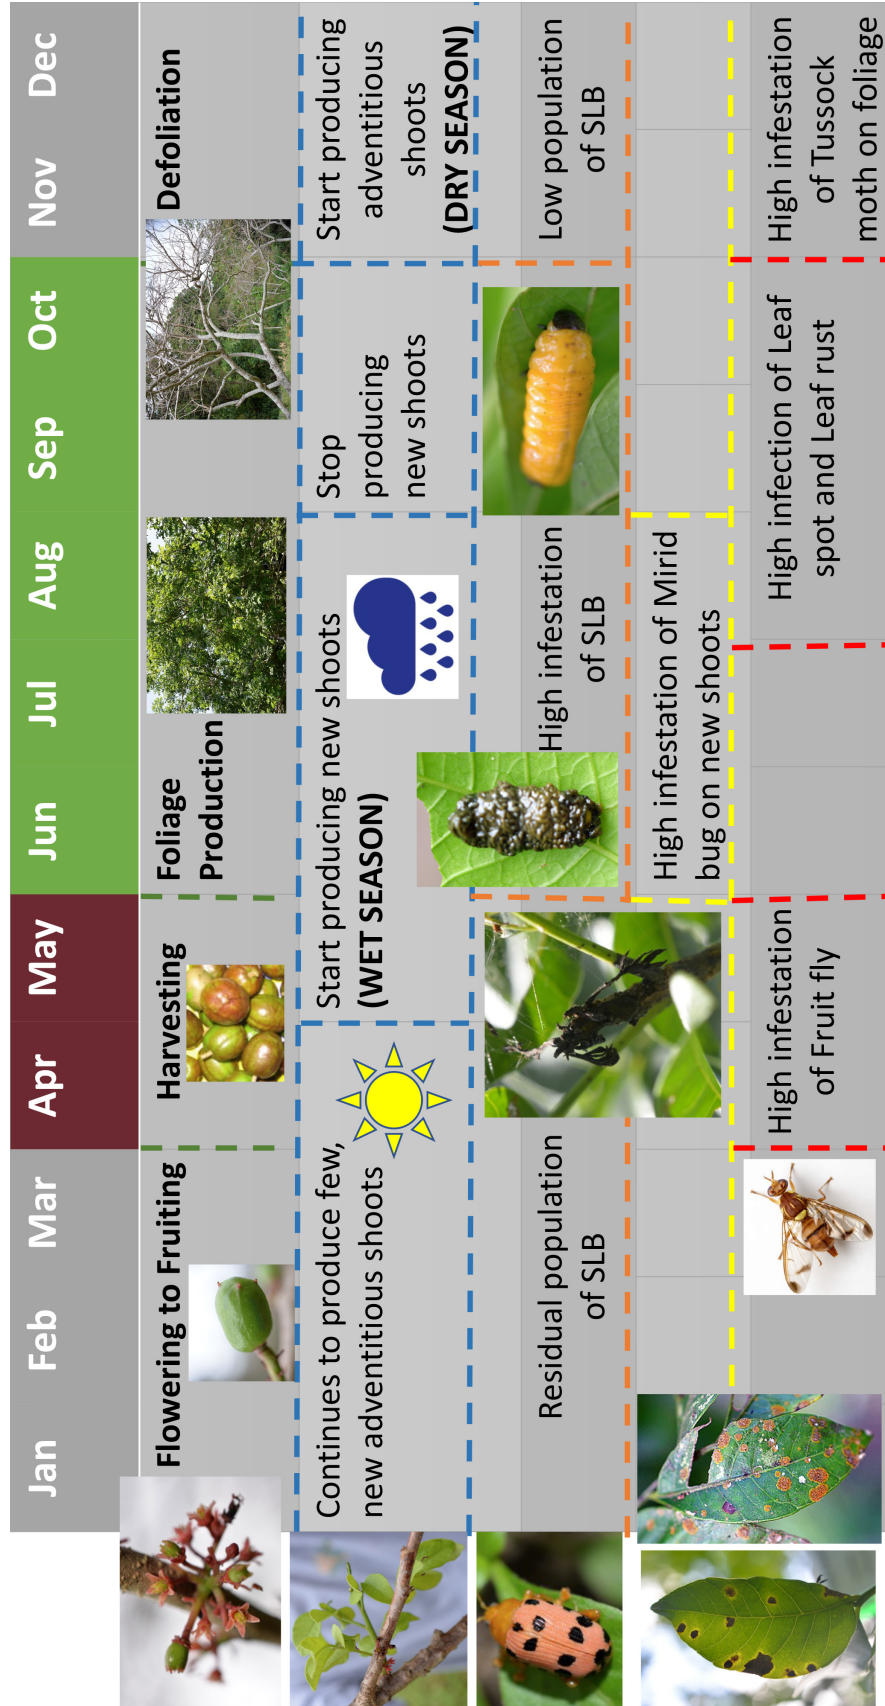 Jan Feb Mar Apr May Jun Jul Aug Sep Oct Nov Dec
Flowering to Fruiting
Harvesting
Foliage
Production
Defoliation
Continues to produce few,
new adventitious shoots
Start producing new shoots
(WET SEASON)
Stop
producing
new shoots
Start producing
adventitious
shoots
(DRY SEASON)
Residual population
of SLB
High infestation
of SLB
Low population
of SLB
High infestation of Mirid
bug on new shoots
High infestation
of Fruit fly
High infection of Leaf
spot and Leaf rust
High infestation
of Tussock
moth on foliage